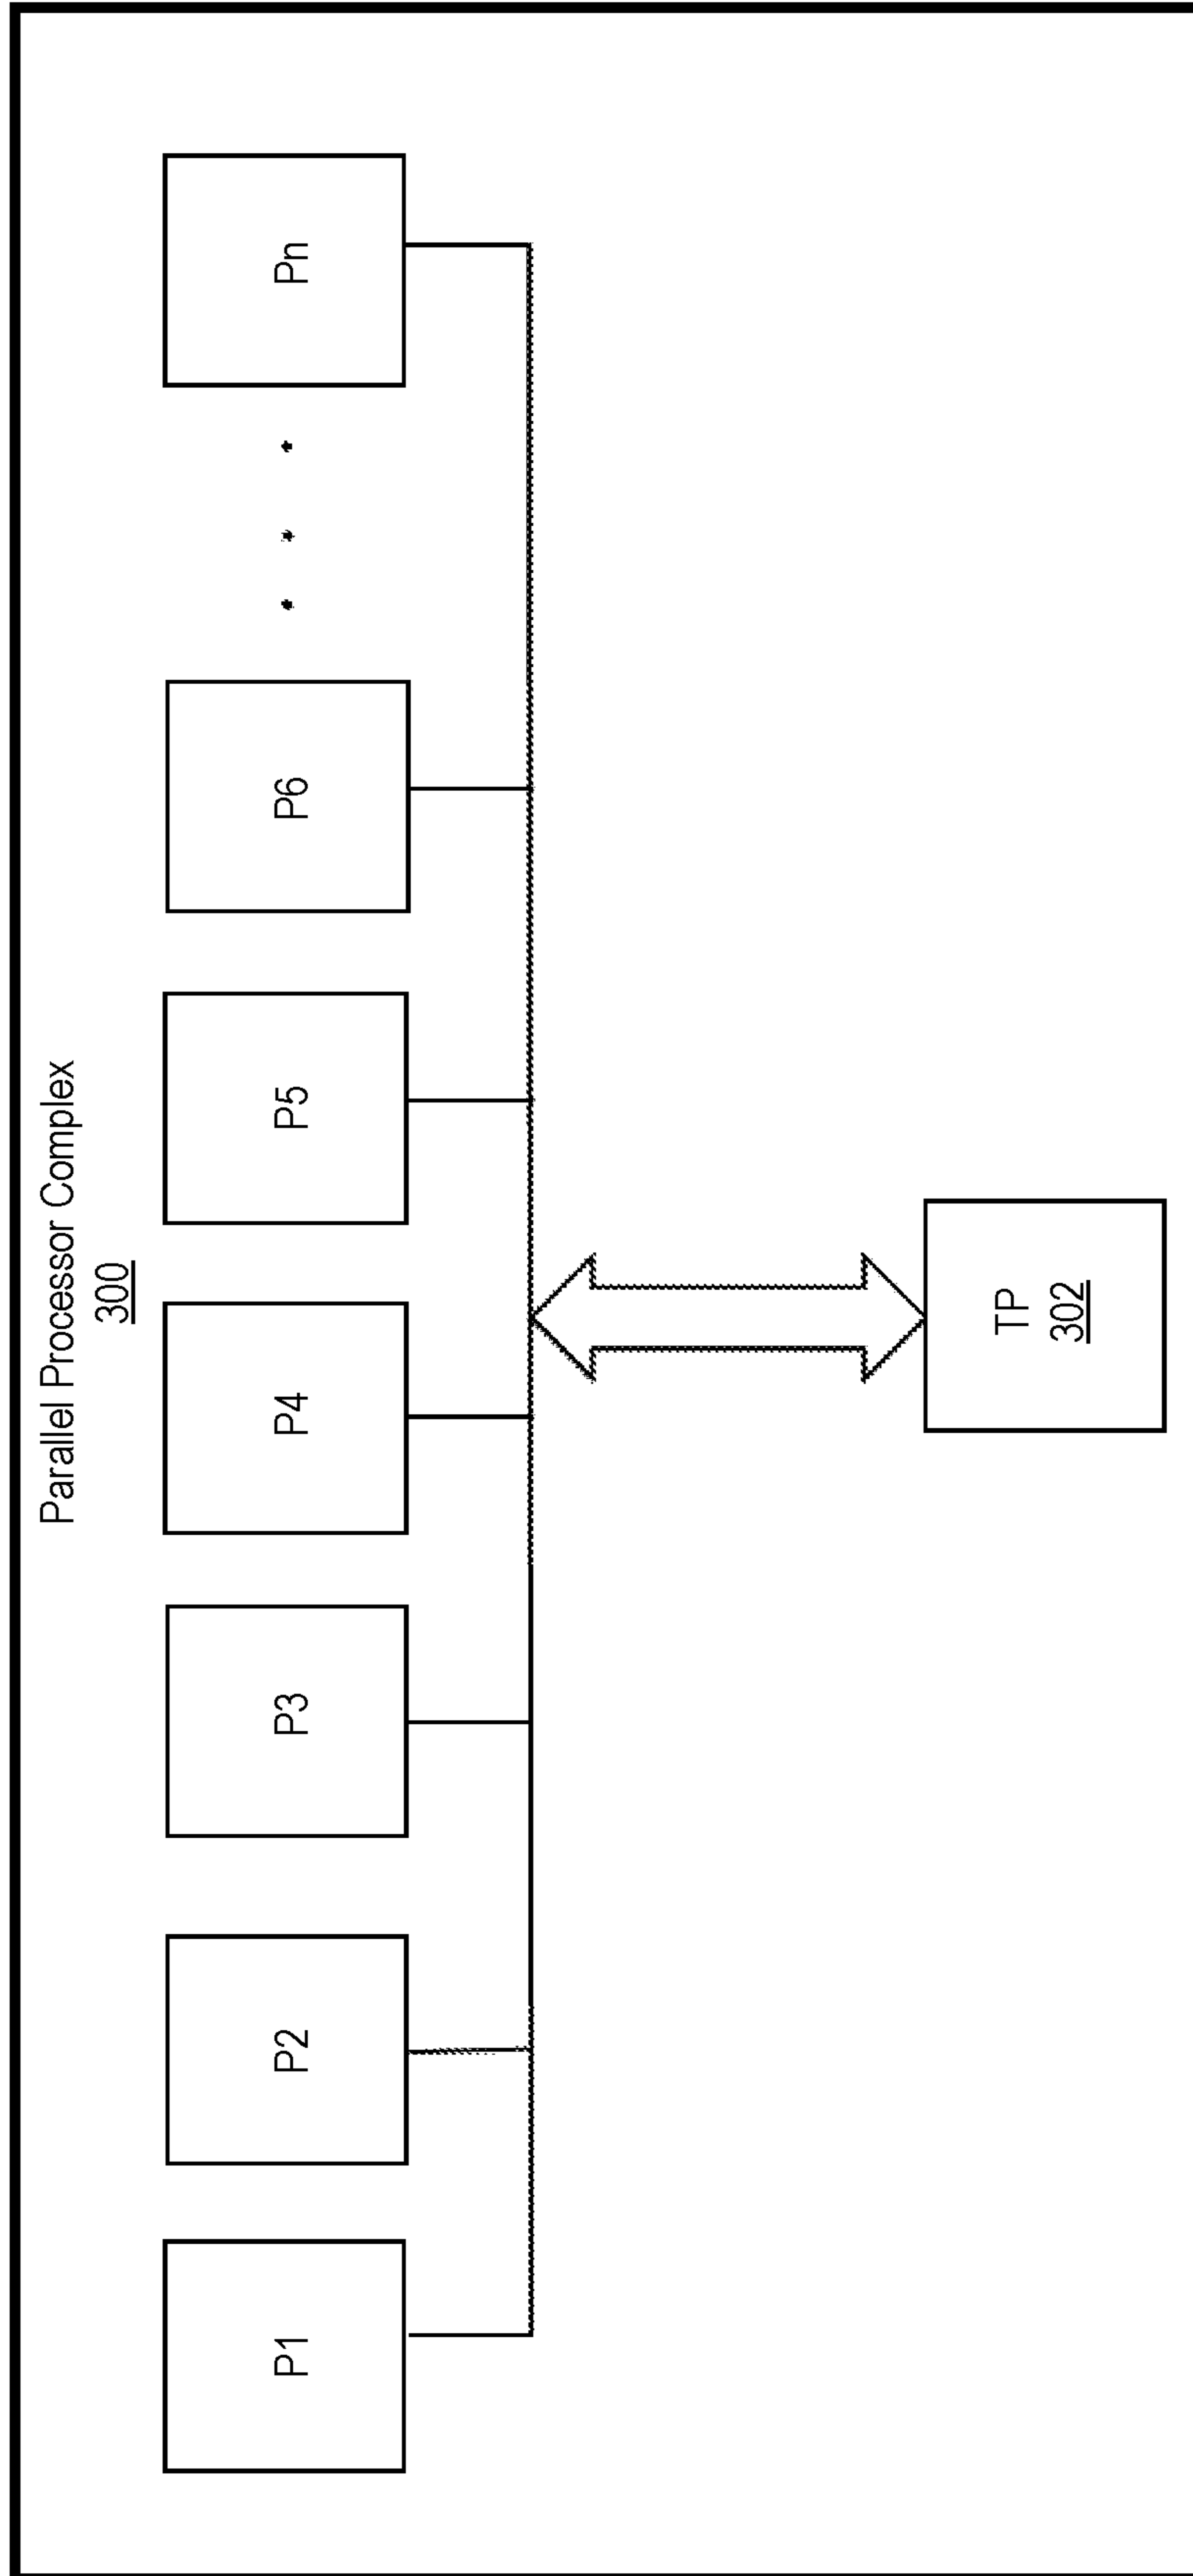 Parallel Processor Complex
300
P1
P2
P3
P4
P5
P6
Pn
TP
302